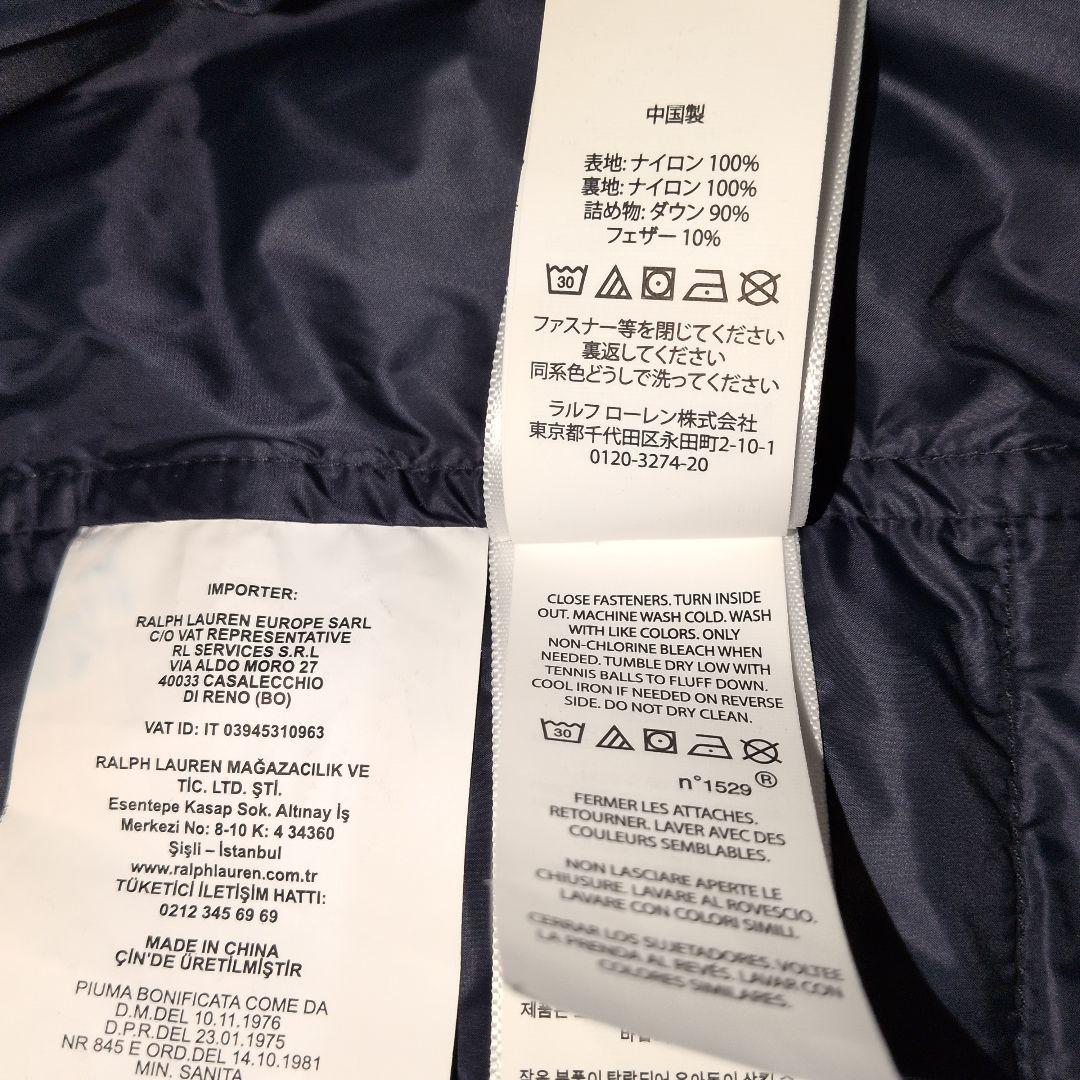 中国製
表地: ナイロン 100%
裏地: ナイロン 100%
詰め物: ダウン 90%
フェザー 10%
30
ファスナー等を閉じてください
裏返してください
同系色どうしで洗ってください
ラルフ ローレン株式会社
東京都千代田区永田町2-10-1
0120-3274-20
IMPORTER:
RALPH LAUREN EUROPE SARL
C/O VAT REPRESENTATIVE
RL SERVICES S.R.L
VIA ALDO MORO 27
40033 CASALECCHIO
DI RENO (BO)
VAT ID: IT 03945310963
RALPH LAUREN MAĞAZACILIK VE
TİC. LTD. ŞTİ.
Esentepe Kasap Sok. Altınay İş
Merkezi No: 8-10 K: 4 34360
Şişli – İstanbul
www.ralphlauren.com.tr
TÜKETİCİ İLETİŞİM HATTI:
0212 345 69 69
MADE IN CHINA
ÇİN'DE ÜRETİLMİŞTİR
PIUMA BONIFICATA COME DA
D.M.DEL 10.11.1976
D.P.R.DEL 23.01.1975
NR 845 E ORD.DEL 14.10.1981
MIN. SANITA
CLOSE FASTENERS. TURN INSIDE
OUT. MACHINE WASH COLD. WASH
WITH LIKE COLORS. ONLY
NON-CHLORINE BLEACH WHEN
NEEDED. TUMBLE DRY LOW WITH
TENNIS BALLS TO FLUFF DOWN.
COOL IRON IF NEEDED ON REVERSE
SIDE. DO NOT DRY CLEAN.
30
n°1529®
FERMER LES ATTACHES.
RETOURNER. LAVER AVEC DES
COULEURS SEMBLABLES.
NON LASCIARE APERTE LE
CHIUSURE. LAVARE AL ROVESCIO.
LAVARE CON COLORI SIMILI.
CERRAR LOS SUJETADORES. VOLTEE
LA PRENDA AL REVÉS. LAVAR CON
COLORES SIMILARES.